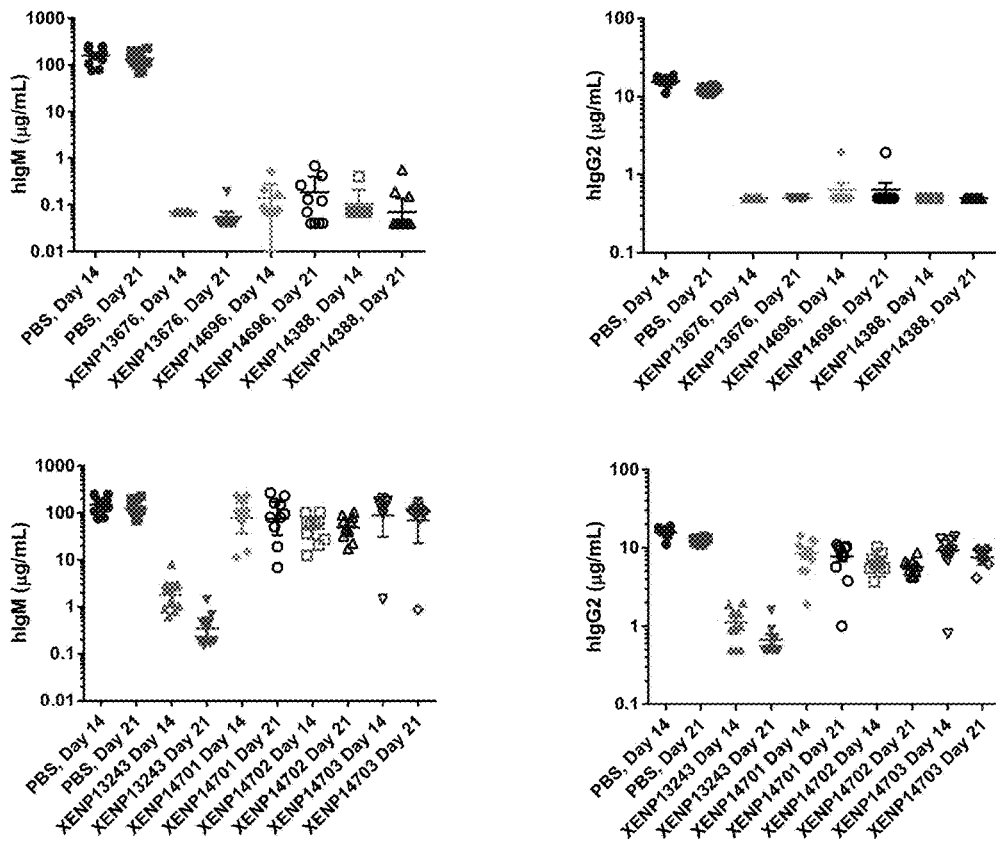 hIgM (µg/mL)
1000
100
10
1
0.1
0.01
PBS, Day 14
PBS, Day 21
XENP13676, Day 14
XENP13676, Day 21
XENP14696, Day 14
XENP14696, Day 21
XENP14388, Day 14
XENP14388, Day 21
hIgG2 (µg/mL)
100
10
1
0.1
PBS, Day 14
PBS, Day 21
XENP13676, Day 14
XENP13676, Day 21
XENP14696, Day 14
XENP14696, Day 21
XENP14388, Day 14
XENP14388, Day 21
hIgM (µg/mL)
1000
100
10
1
0.1
0.01
PBS, Day 14
PBS, Day 21
XENP13243 Day 14
XENP13243 Day 21
XENP14701 Day 14
XENP14701 Day 21
XENP14702 Day 14
XENP14702 Day 21
XENP14703 Day 14
XENP14703 Day 21
hIgG2 (µg/mL)
100
10
1
0.1
PBS, Day 14
PBS, Day 21
XENP13243 Day 14
XENP13243 Day 21
XENP14701 Day 14
XENP14701 Day 21
XENP14702 Day 14
XENP14702 Day 21
XENP14703 Day 14
XENP14703 Day 21